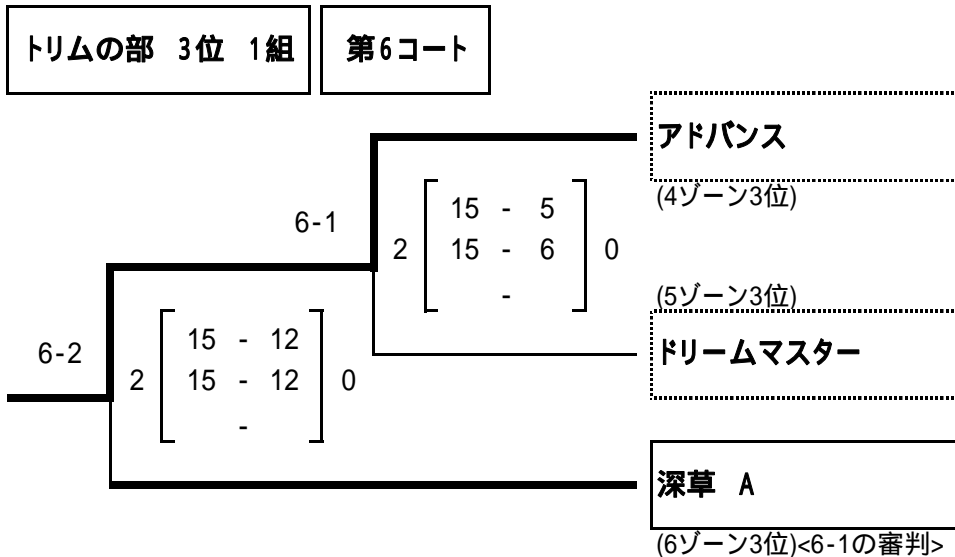 トリムの部 3位 1組
第6コート
アドバンス
(4ゾーン3位)
6-1
2
15 - 5
15 - 6
-
0
(5ゾーン3位)
ドリームマスター
6-2
2
15 - 12
15 - 12
-
0
深草 A
(6ゾーン3位)<6-1の審判>